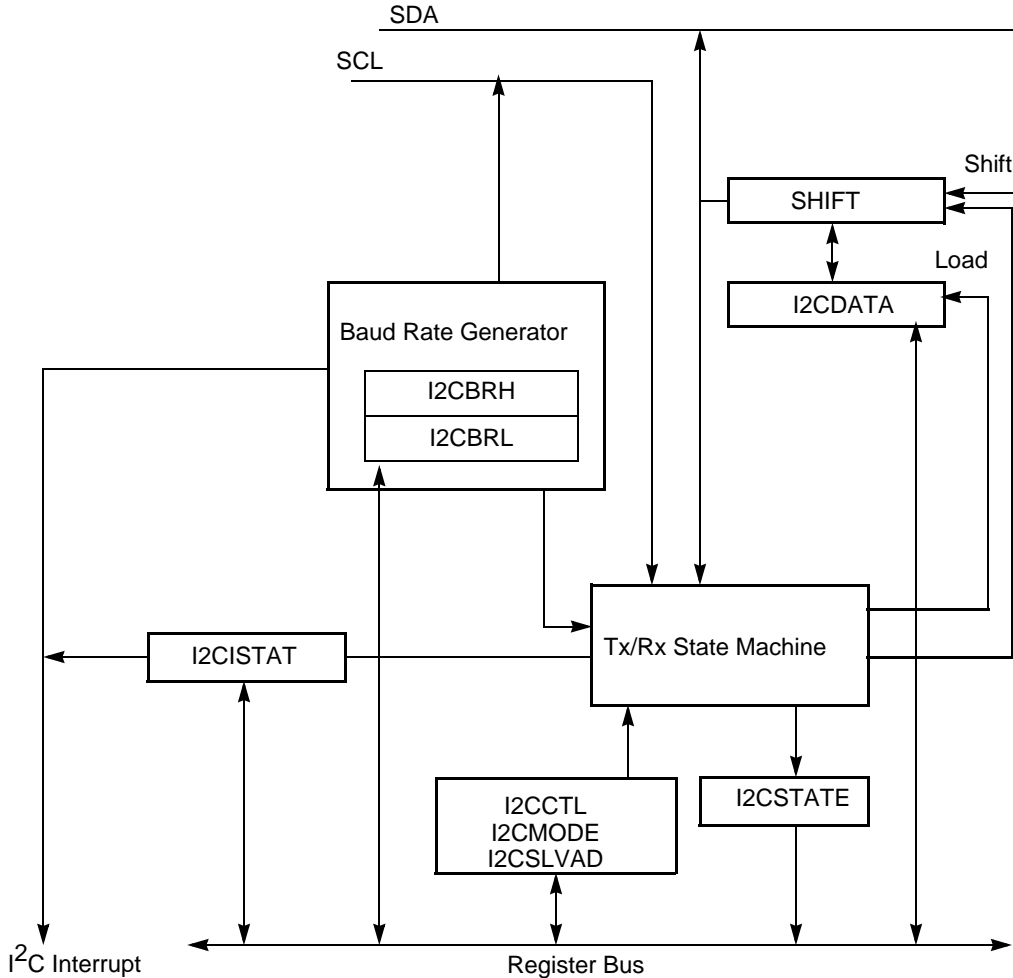 SDA
SCL
Shift
SHIFT
Load
I2CDATA
Baud Rate Generator
I2CBRH
I2CBRL
I2CISTAT
Tx/Rx State Machine
I2CCTL
I2CMODE
I2CSLVAD
I2CSTATE
I²C Interrupt
Register Bus